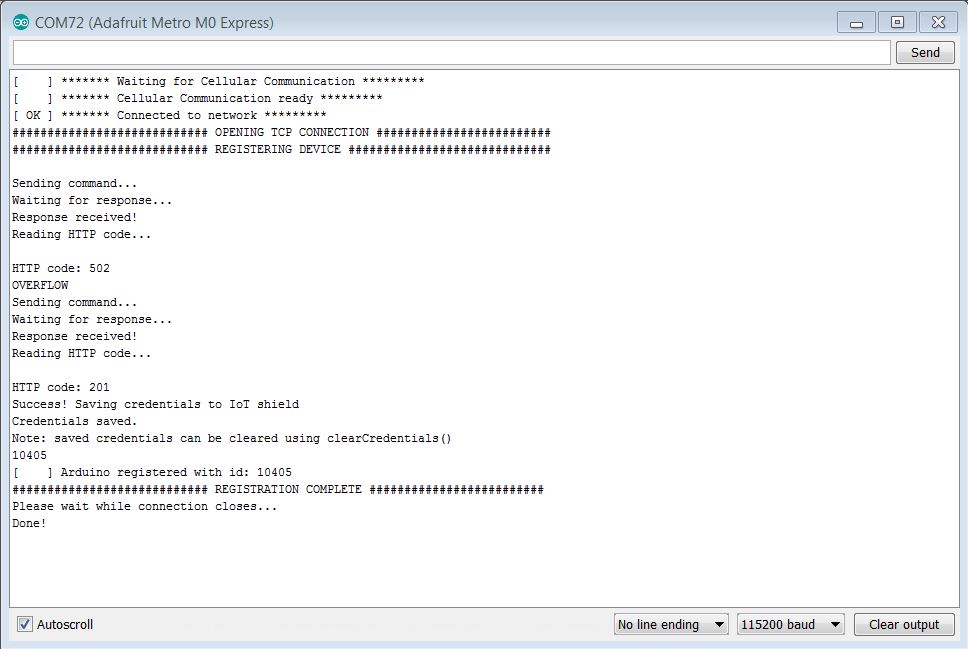 COM72 (Adafruit Metro M0 Express)
Send
[    ] ******* Waiting for Cellular Communication *********
[    ] ******* Cellular Communication ready *********
[ OK ] ******* Connected to network *********
############################ OPENING TCP CONNECTION #########################
############################ REGISTERING DEVICE #############################
Sending command...
Waiting for response...
Response received!
Reading HTTP code...
HTTP code: 502
OVERFLOW
Sending command...
Waiting for response...
Response received!
Reading HTTP code...
HTTP code: 201
Success! Saving credentials to IoT shield
Credentials saved.
Note: saved credentials can be cleared using clearCredentials()
10405
[    ] Arduino registered with id: 10405
############################ REGISTRATION COMPLETE #########################
Please wait while connection closes...
Done!
Autoscroll
No line ending
115200 baud
Clear output